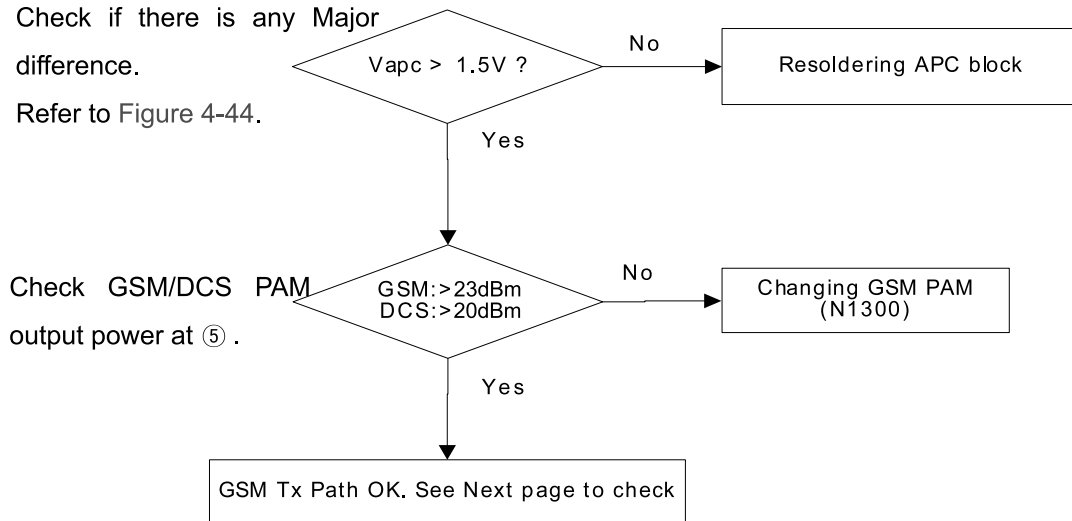 Check if there is any Major
difference.
Refer to Figure 4-44.
Vapc > 1.5V ?
No
Resoldering APC block
Yes
Check GSM/DCS PAM
output power at ⑤ .
GSM:>23dBm
DCS:>20dBm
No
Changing GSM PAM
(N1300)
Yes
GSM Tx Path OK. See Next page to check